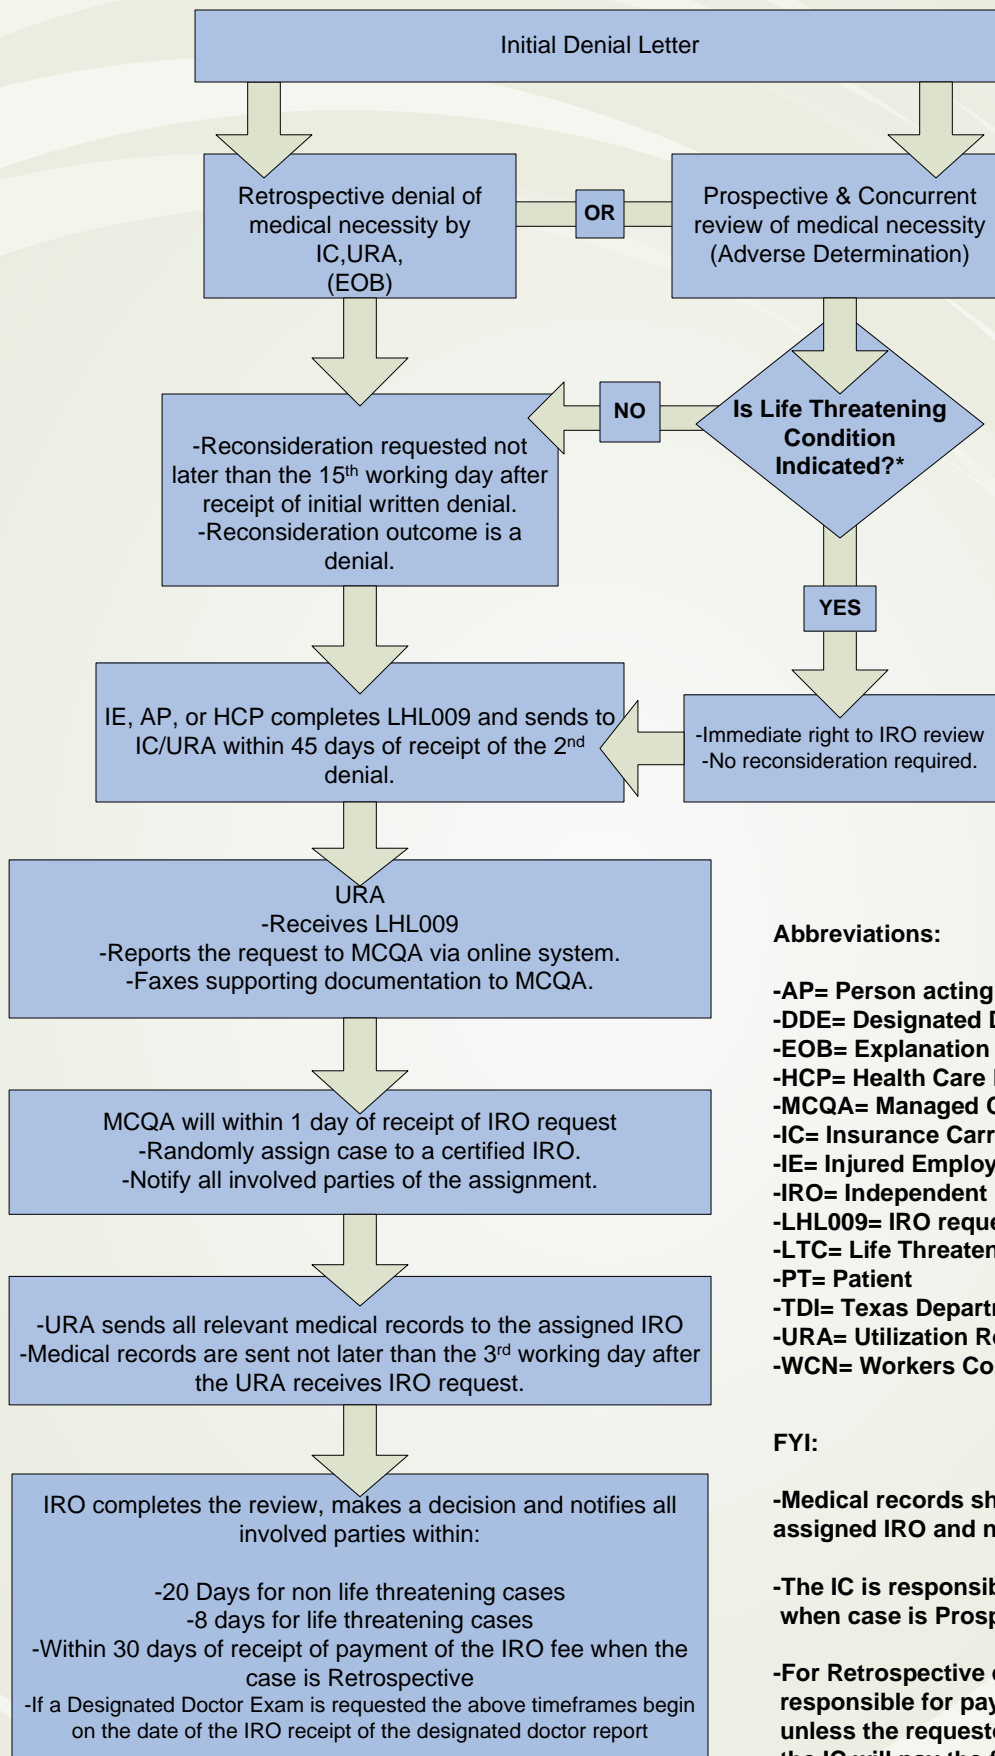 Initial Denial Letter
Retrospective denial of
medical necessity by
IC,URA,
(EOB)
OR
Prospective & Concurrent
review of medical necessity
(Adverse Determination)
Is Life Threatening
Condition
Indicated?*
NO
-Reconsideration requested not
later than the 15th working day after
receipt of initial written denial.
-Reconsideration outcome is a
denial.
YES
IE, AP, or HCP completes LHL009 and sends to
IC/URA within 45 days of receipt of the 2nd
denial.
-Immediate right to IRO review
-No reconsideration required.
URA
-Receives LHL009
-Reports the request to MCQA via online system.
-Faxes supporting documentation to MCQA.
MCQA will within 1 day of receipt of IRO request
-Randomly assign case to a certified IRO.
-Notify all involved parties of the assignment.
-URA sends all relevant medical records to the assigned IRO
-Medical records are sent not later than the 3rd working day after
the URA receives IRO request.
IRO completes the review, makes a decision and notifies all
involved parties within:
-20 Days for non life threatening cases
-8 days for life threatening cases
-Within 30 days of receipt of payment of the IRO fee when the
case is Retrospective
-If a Designated Doctor Exam is requested the above timeframes begin
on the date of the IRO receipt of the designated doctor report
Abbreviations:
-AP= Person acting
-DDE= Designated
-EOB= Explanation
-HCP= Health Care
-MCQA= Managed
-IC= Insurance
-IE= Injured
-IRO= Independent
-LHL009= IRO
-LTC= Life
-PT= Patient
-TDI= Texas
-URA= Utilization
-WCN= Workers
FYI:
-Medical records
assigned IRO and
-The IC is
when case is
-For Retrospective
responsible for
unless the
the IC will pay the